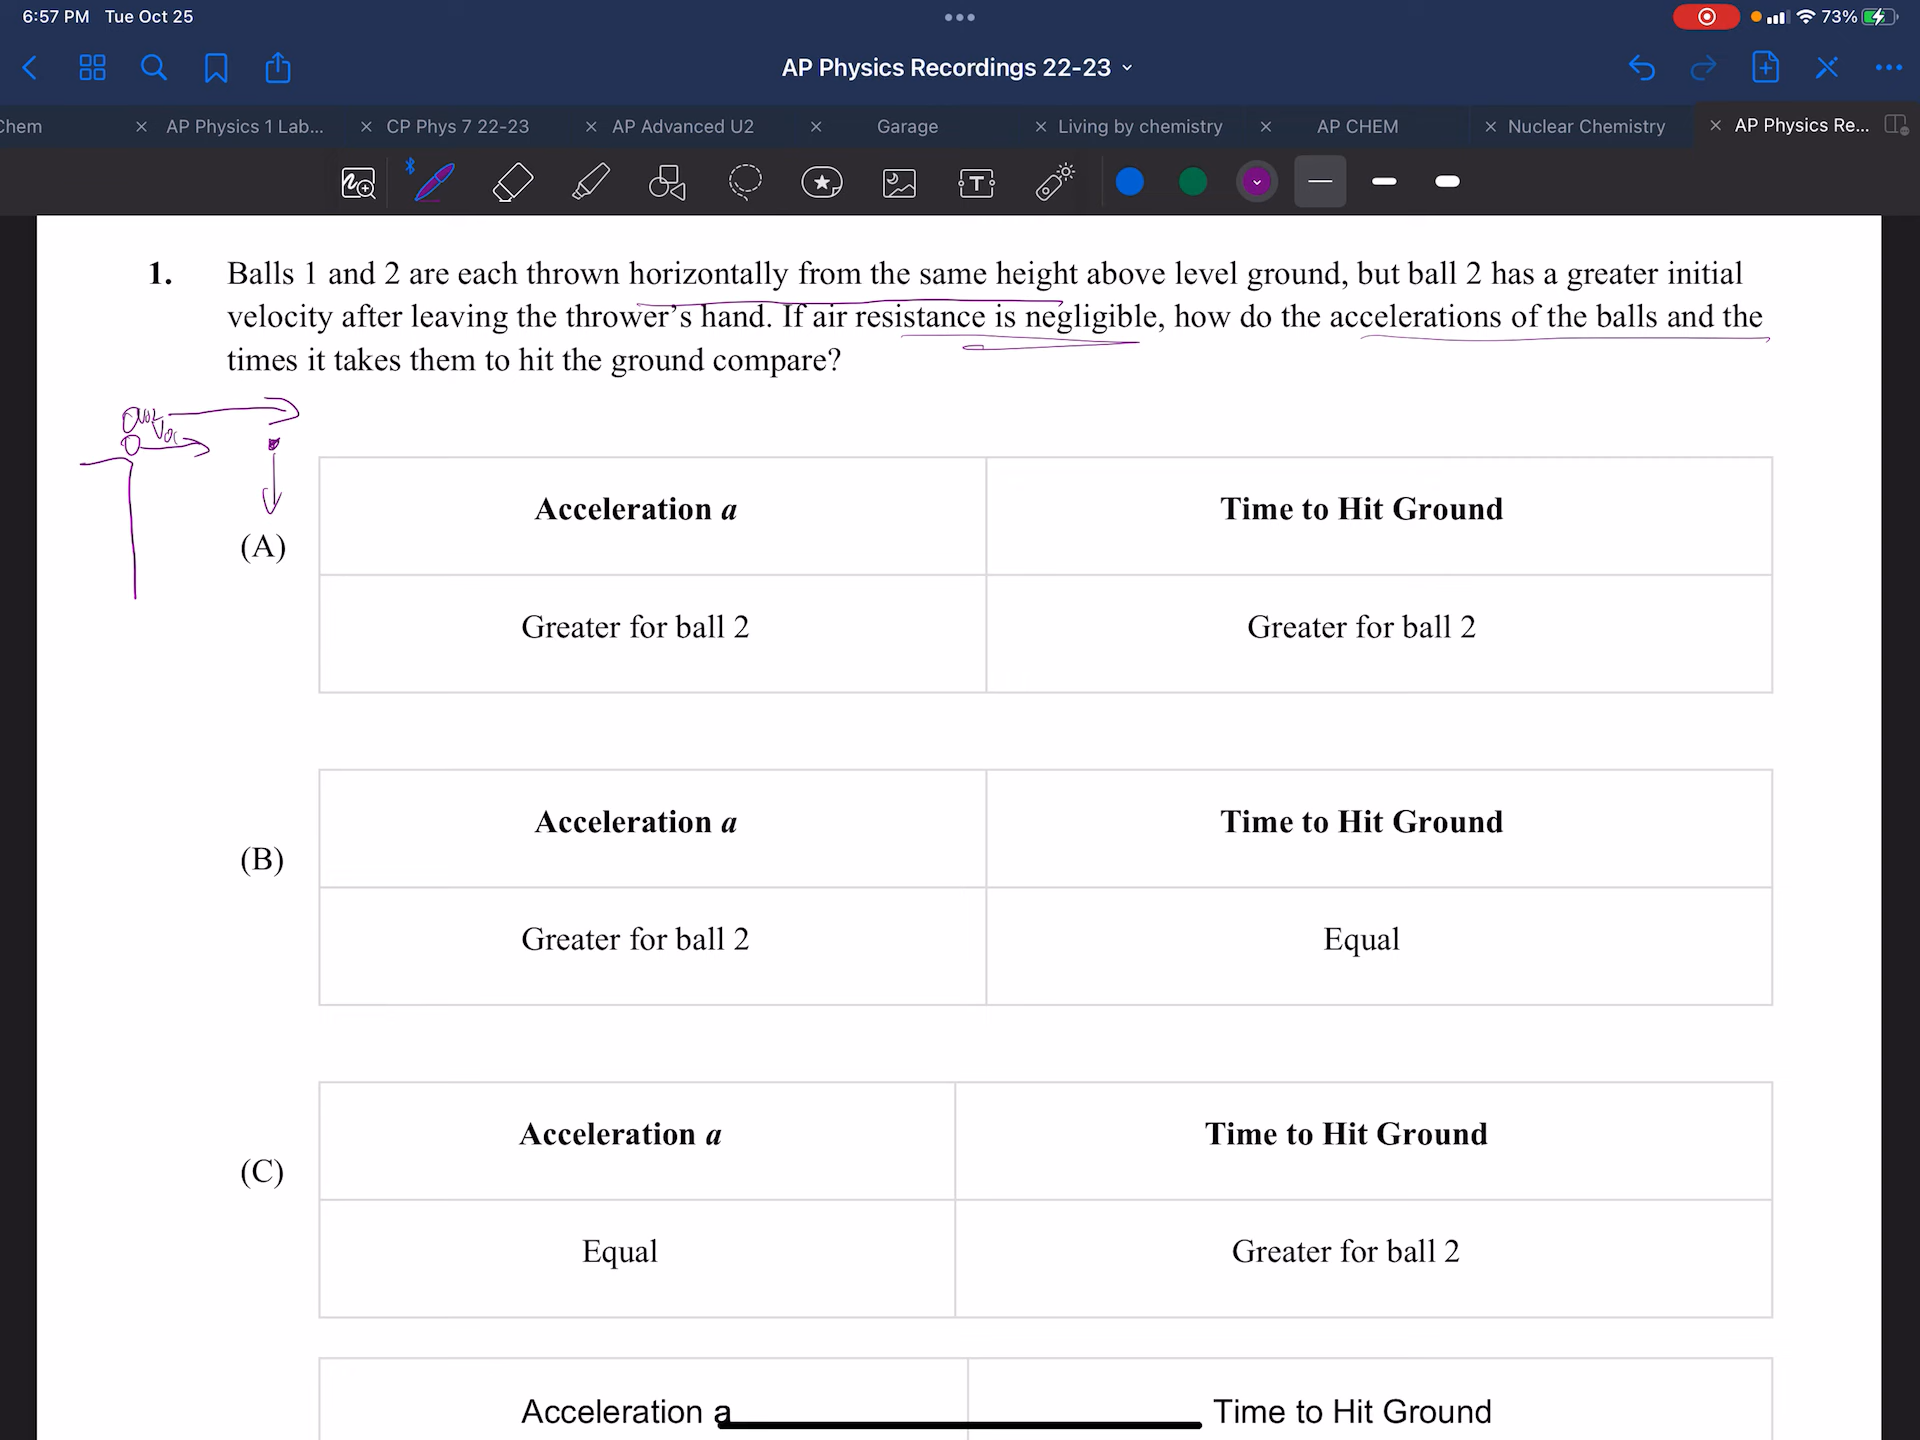 6:57 PM Tue Oct 25
73%
AP Physics Recordings 22-23
Chem
AP Physics 1 Lab...
CP Phys 7 22-23
AP Advanced U2
Garage
Living by chemistry
AP CHEM
Nuclear Chemistry
AP Physics Re...
1. Balls 1 and 2 are each thrown horizontally from the same height above level ground, but ball 2 has a greater initial
velocity after leaving the thrower’s hand. If air resistance is negligible, how do the accelerations of the balls and the
times it takes them to hit the ground compare?
(A)
Acceleration a Time to Hit Ground
Greater for ball 2 Greater for ball 2
(B)
Acceleration a Time to Hit Ground
Greater for ball 2 Equal
(C)
Acceleration a Time to Hit Ground
Equal Greater for ball 2
Acceleration a Time to Hit Ground